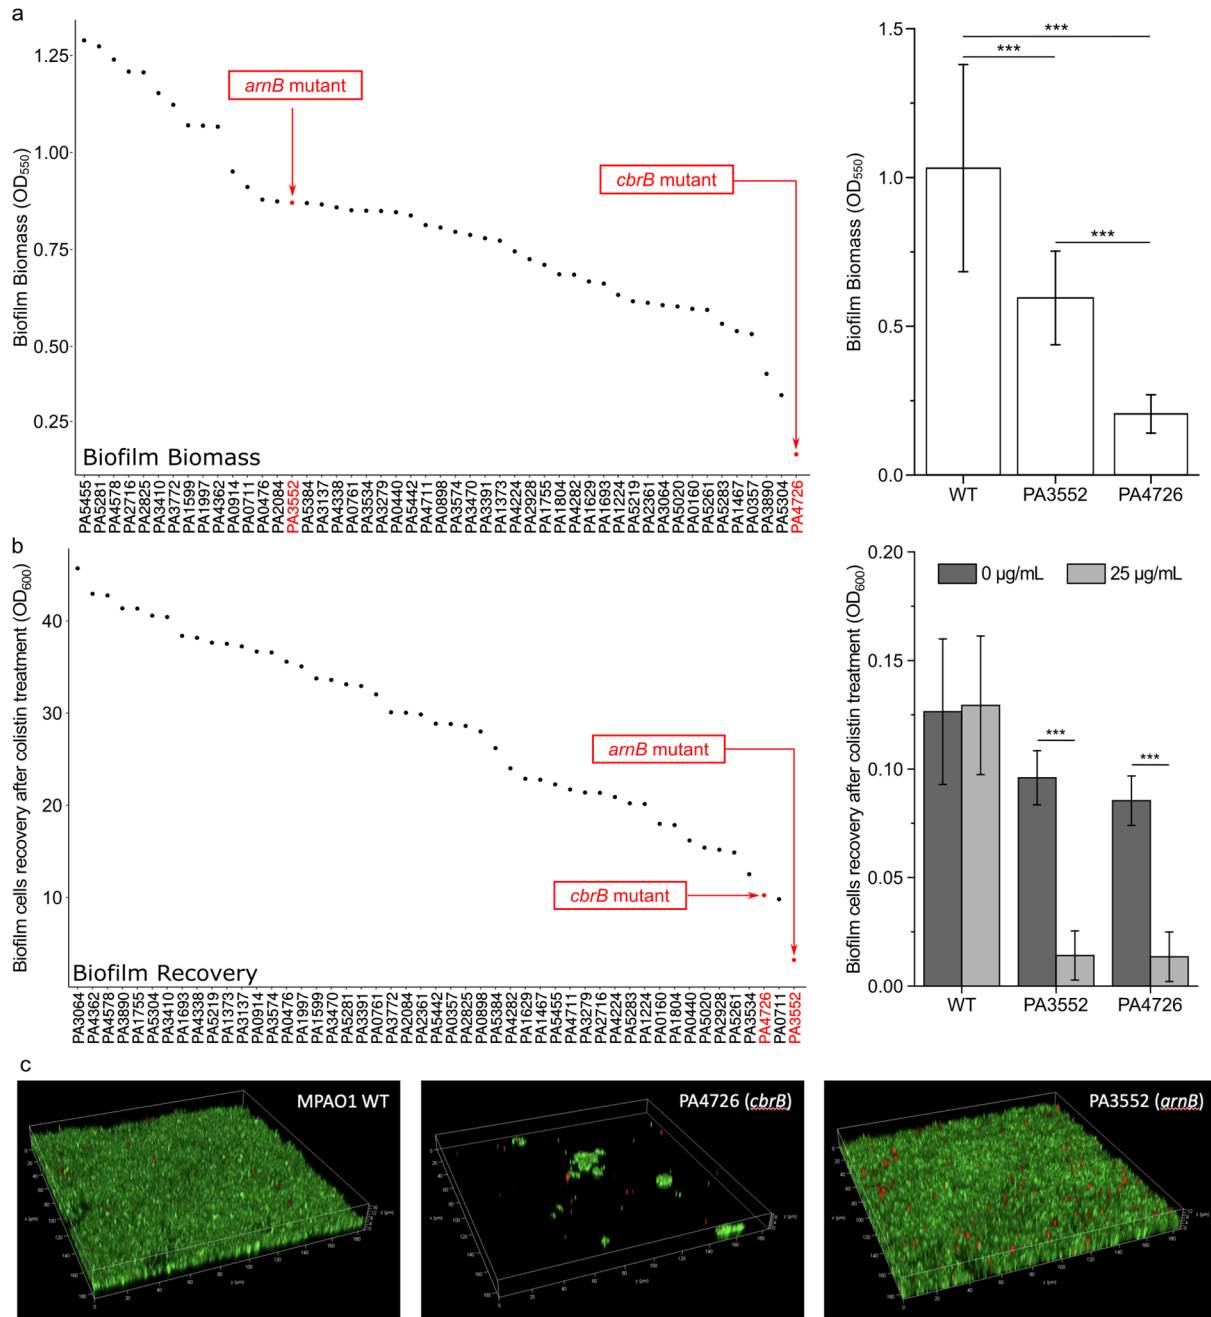 a
Biofilm Biomass (OD550)
1.25
1.00
0.75
0.50
0.25
arnB mutant
cbrB mutant
Biofilm Biomass
PA5455
PA5281
PA4578
PA2716
PA2825
PA3410
PA3772
PA1599
PA1997
PA4362
PA0914
PA0711
PA0476
PA2084
PA3552
PA5384
PA3137
PA4338
PA0761
PA3534
PA3279
PA0440
PA5442
PA4711
PA0898
PA3574
PA3470
PA3391
PA1373
PA4224
PA2928
PA1755
PA1804
PA4282
PA1629
PA1693
PA1224
PA5219
PA2361
PA3064
PA5020
PA0160
PA5261
PA5283
PA1467
PA0357
PA3890
PA5304
PA4726
Biofilm Biomass (OD550)
1.5
1.0
0.5
0.0
***
***
***
WT PA3552 PA4726
b
Biofilm cells recovery after colistin treatment (OD600)
40
30
20
10
arnB mutant
cbrB mutant
Biofilm Recovery
PA3064
PA4362
PA4578
PA3890
PA1755
PA5304
PA3410
PA1693
PA4338
PA5219
PA1373
PA3137
PA0914
PA3574
PA0476
PA1997
PA1599
PA3470
PA5281
PA3391
PA0761
PA3772
PA2084
PA2361
PA5442
PA0357
PA2825
PA0898
PA5384
PA4282
PA1629
PA1467
PA5455
PA4711
PA3279
PA2716
PA4224
PA5283
PA1224
PA0160
PA1804
PA0440
PA5020
PA2928
PA5261
PA3534
PA4726
PA0711
PA3552
Biofilm cells recovery after colistin treatment (OD600)
0.20
0.15
0.10
0.05
0.00
0 µg/mL 25 µg/mL
***
***
WT PA3552 PA4726
c
MPAO1 WT
PA4726 (cbrB)
PA3552 (arnB)